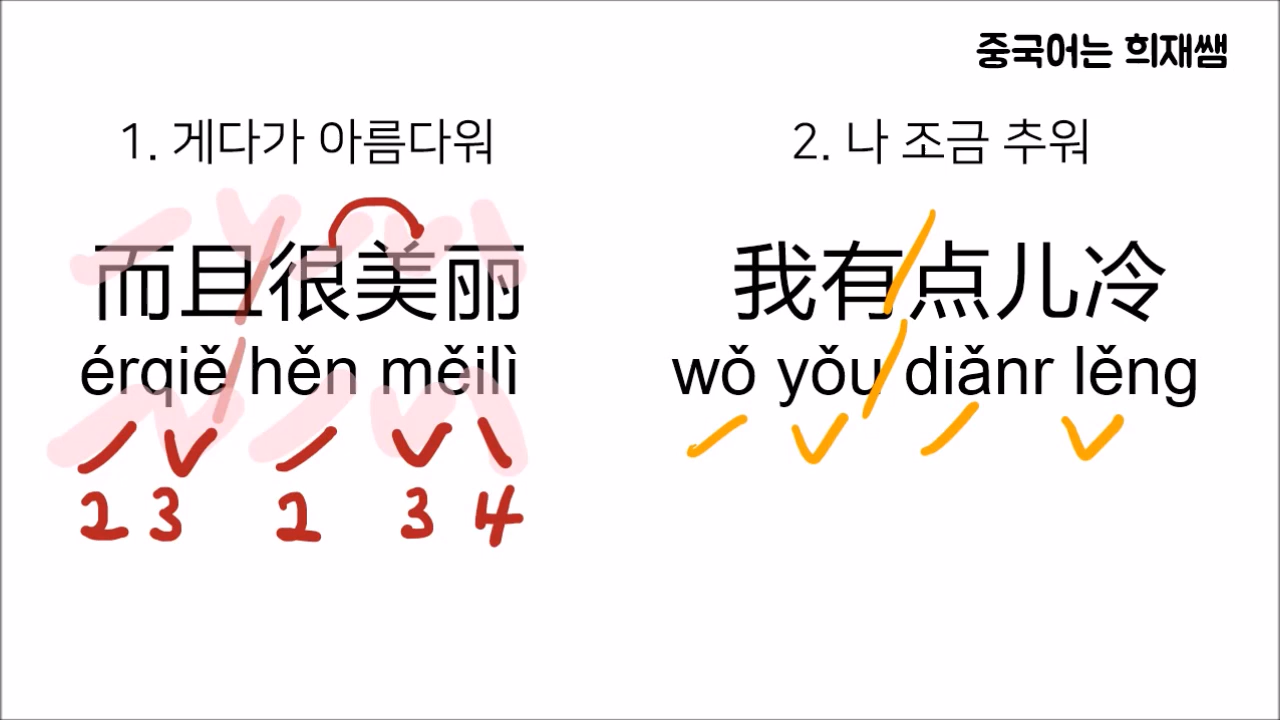 중국어는 희재쌤
1. 게다가 아름다워
而且很美丽
érqiě hěn měilì
2 3 2 3 4
2. 나 조금 추워
我有点儿冷
wǒ yǒu diǎnr lěng